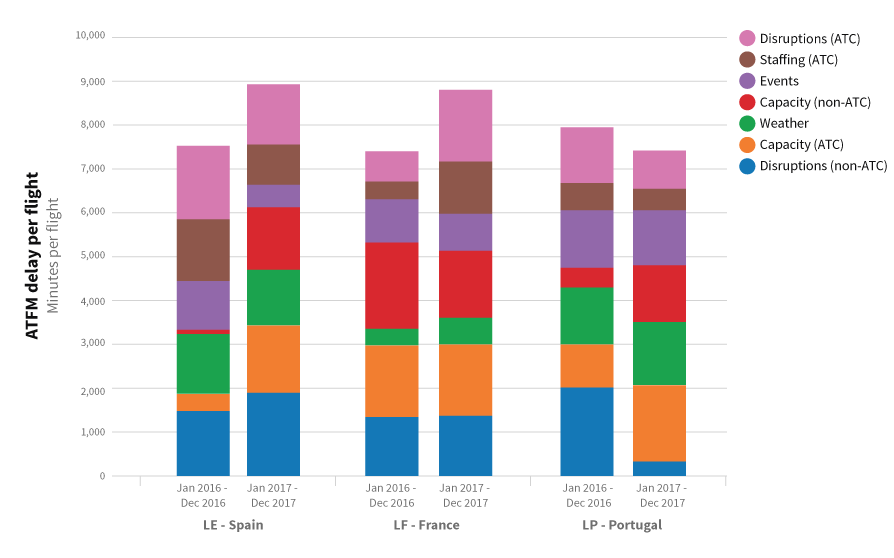 10,000
9,000
8,000
7,000
6,000
5,000
4,000
3,000
2,000
1,000
0
ATFM delay per flight
Minutes per flight
Jan 2016 -
Dec 2016
Jan 2017 -
Dec 2017
LE - Spain
Jan 2016 -
Dec 2016
Jan 2017 -
Dec 2017
LF - France
Jan 2016 -
Dec 2016
Jan 2017 -
Dec 2017
LP - Portugal
Disruptions (ATC)
Staffing (ATC)
Events
Capacity (non-ATC)
Weather
Capacity (ATC)
Disruptions (non-ATC)